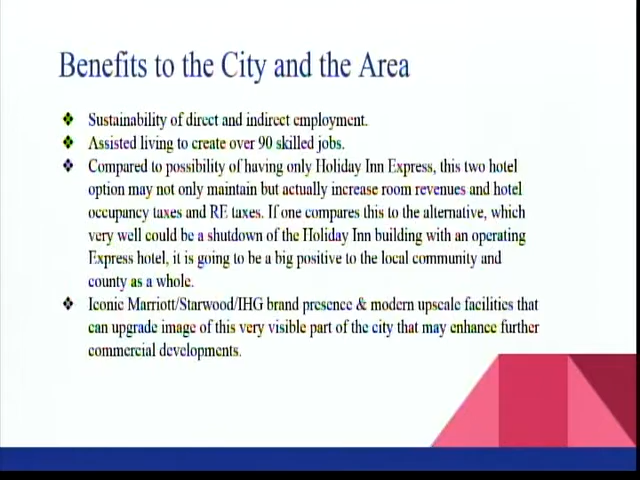 Benefits to the City and the Area
❖ Sustainability of direct and indirect employment.
❖ Assisted living to create over 90 skilled jobs.
❖ Compared to possibility of having only Holiday Inn Express, this two hotel
option may not only maintain but actually increase room revenues and hotel
occupancy taxes and RE taxes. If one compares this to the alternative, which
very well could be a shutdown of the Holiday Inn building with an operating
Express hotel, it is going to be a big positive to the local community and
county as a whole.
❖ Iconic Marriott/Starwood/IHG brand presence & modern upscale facilities that
can upgrade image of this very visible part of the city that may enhance further
commercial developments.